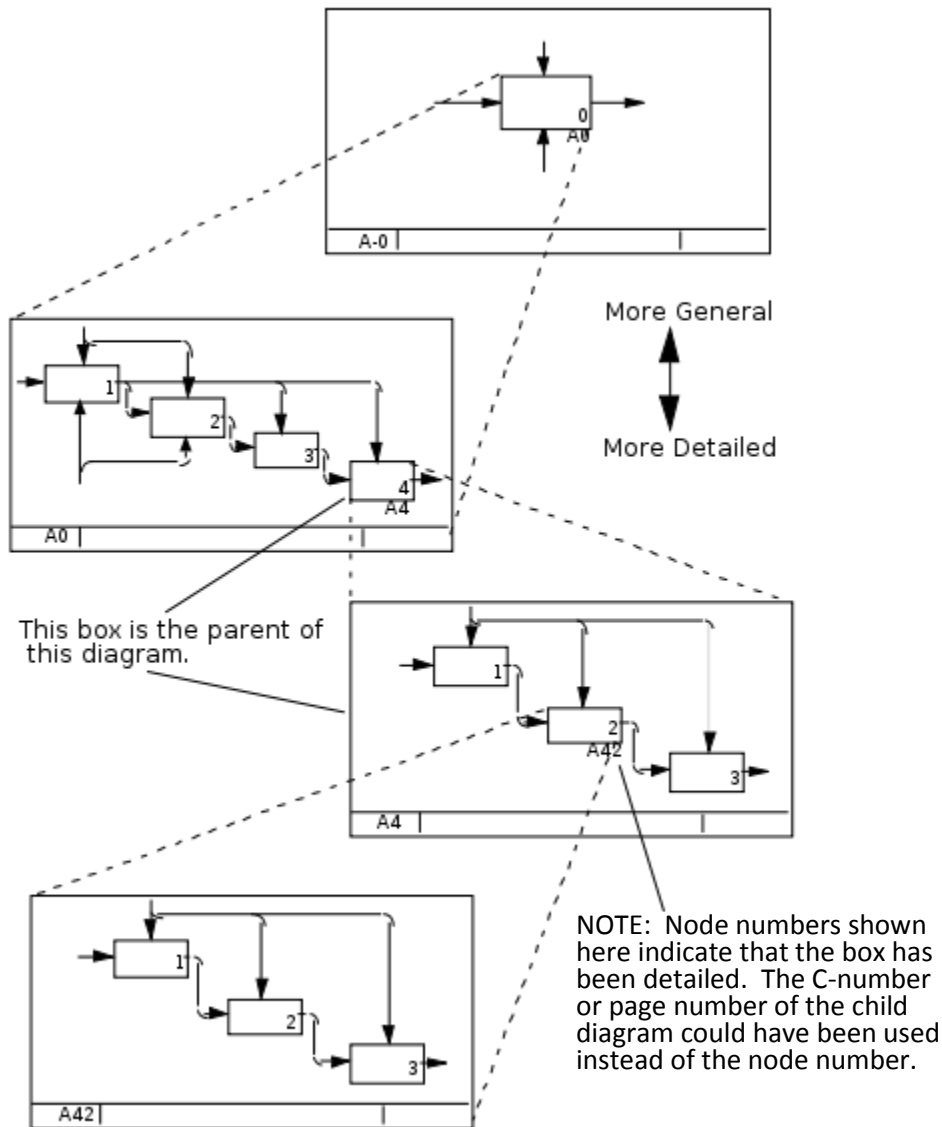 0
A0
A-0
More General
More Detailed
1
2
3
4
A4
A0
This box is the parent of
this diagram.
1
2
A42
3
A4
NOTE: Node numbers shown
here indicate that the box has
been detailed. The C-number
or page number of the child
diagram could have been used
instead of the node number.
1
2
3
A42